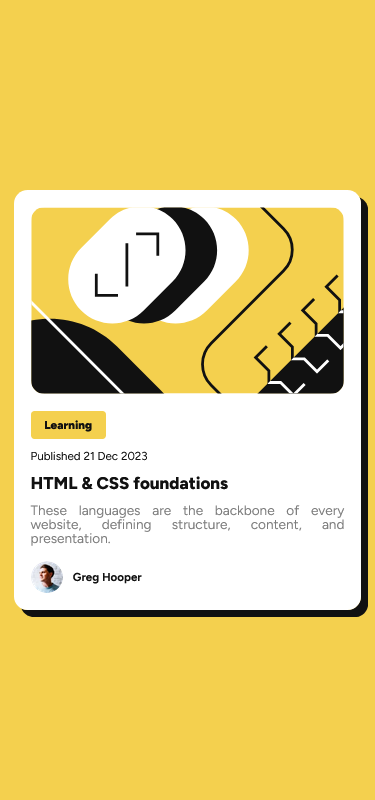 Learning
Published 21 Dec 2023
HTML & CSS foundations
These languages are the backbone of every
website, defining structure, content, and
presentation.
Greg Hooper